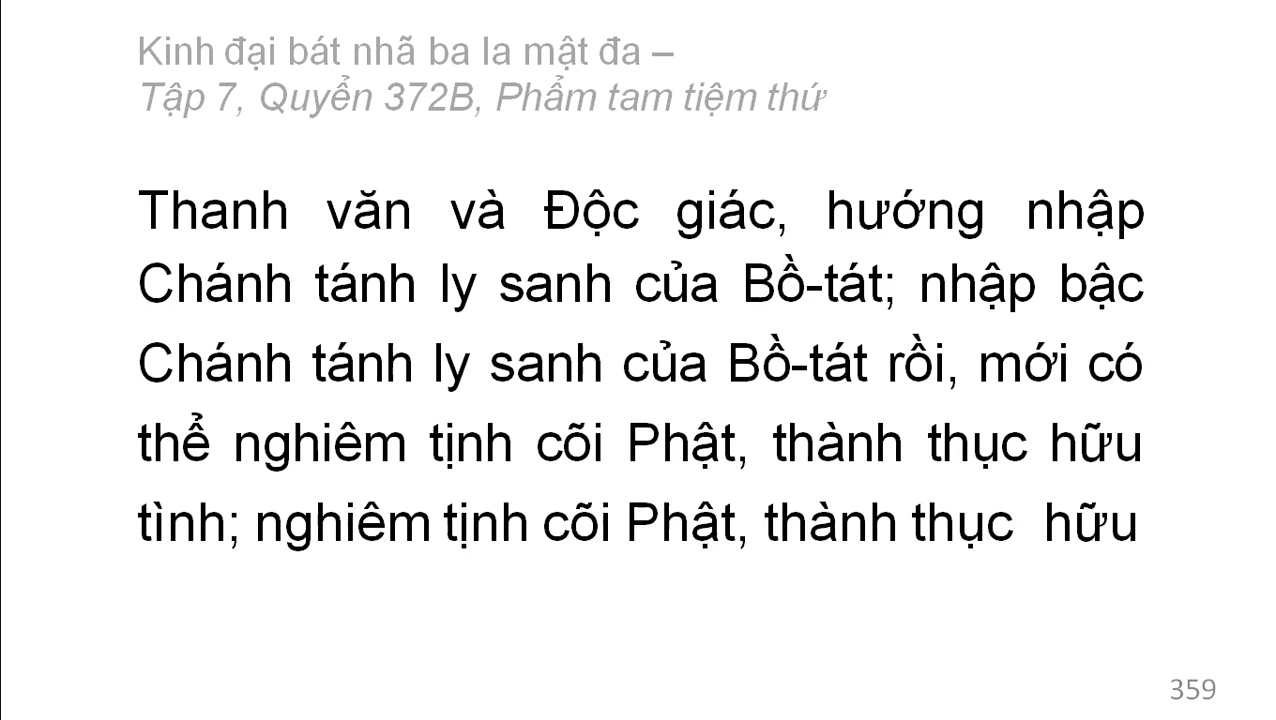 Kinh đại bát nhã ba la mật đa –
Tập 7, Quyển 372B, Phẩm tam tiệm thứ
Thanh văn và Độc giác, hướng nhập
Chánh tánh ly sanh của Bồ-tát; nhập bậc
Chánh tánh ly sanh của Bồ-tát rồi, mới có
thể nghiêm tịnh cõi Phật, thành thục hữu
tình; nghiêm tịnh cõi Phật, thành thục hữu
359